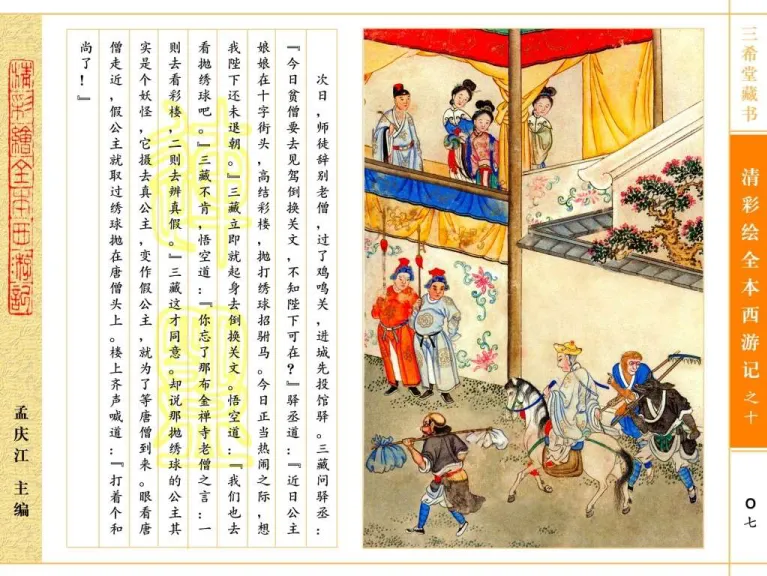 三希堂藏书
清彩绘全本西游记之十
〇七
次日，师徒辞别老僧，过了鸡鸣关，进城先投馆驿。三藏问驿丞：
『今日贫僧要去见驾倒换关文，不知陛下可在？』驿丞道：『近日公主
娘娘在十字街头，高结彩楼，抛打绣球招驸马。今日正当热闹之际，想
我陛下还未退朝。』三藏立即就起身去倒换关文。悟空道：『我们也去
看抛绣球吧。』三藏不肯，悟空道：『你忘了那布金禅寺老僧之言：一
则去看彩楼，二则去辨真假。』三藏这才同意。却说那抛绣球的公主其
实是个妖怪，它摄去真公主，变作假公主，就为了等唐僧到来。眼看唐
僧走近，假公主就取过绣球抛在唐僧头上。楼上齐声喊道：『打着个和
尚了！』
清彩绘全本西游记
孟庆江 主编